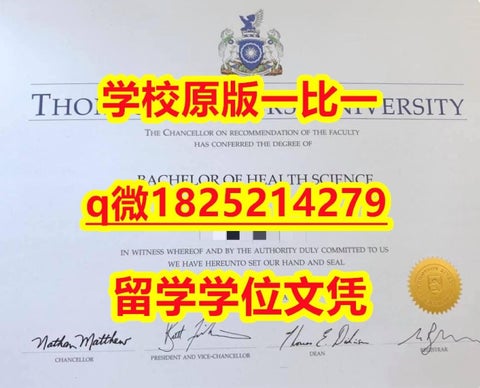 学校原版一比一
UNIVERSITY
THE CHANCELLOR ON RECOMMENDATION OF THE FACULTY
HAS CONFERRED THE DEGREE OF
BACHELOR OF HEALTH SCIENCE
q微1825214279
IN WITNESS WHEREOF AND BY THE AUTHORITY DULY COMMITTED TO US
WE HAVE HEREUNTO SET OUR HAND AND SEAL
留学学位文凭
Nathan Matthew
CHANCELLOR
PRESIDENT AND VICE-CHANCELLOR
DEAN
REGISTRAR